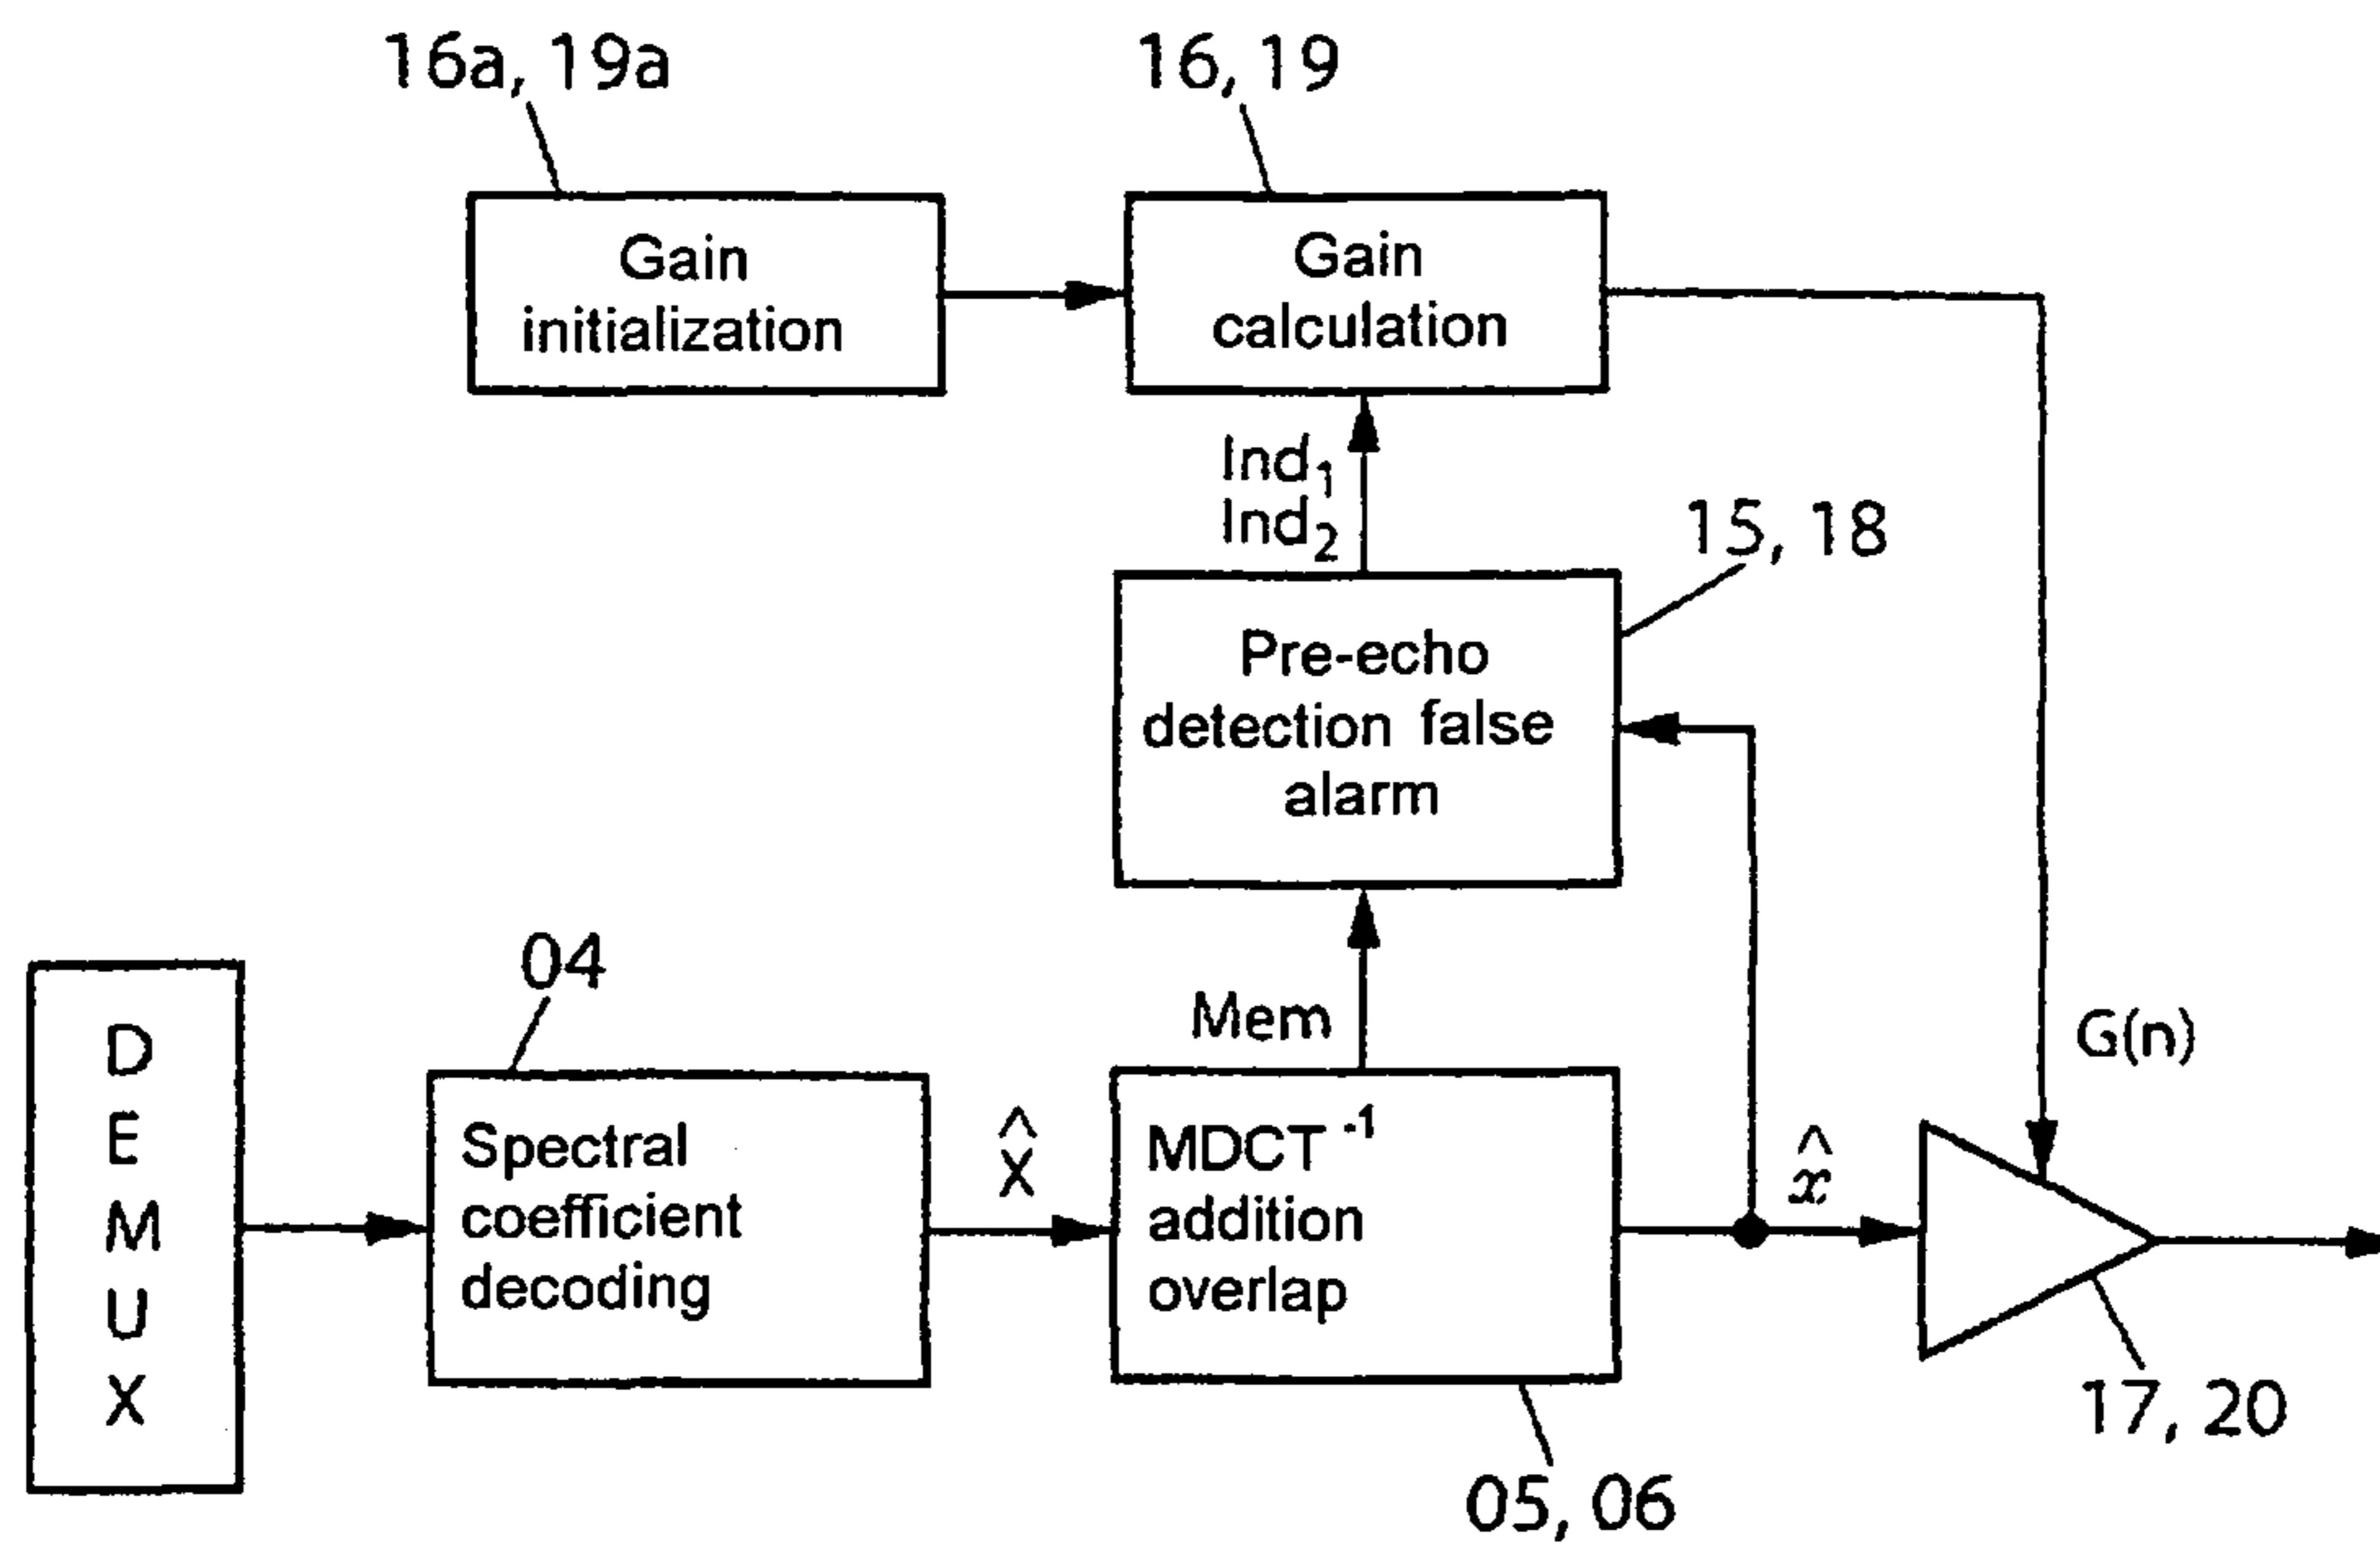 16a, 19a
16, 19
Gain
initialization
Gain
calculation
Ind₁
Ind₂
15, 18
Pre-echo
detection false
alarm
04
Mem
G(n)
D
E
M
U
X
Spectral
coefficient
decoding
X̂
MDCT⁻¹
addition
overlap
x̂
17, 20
05, 06